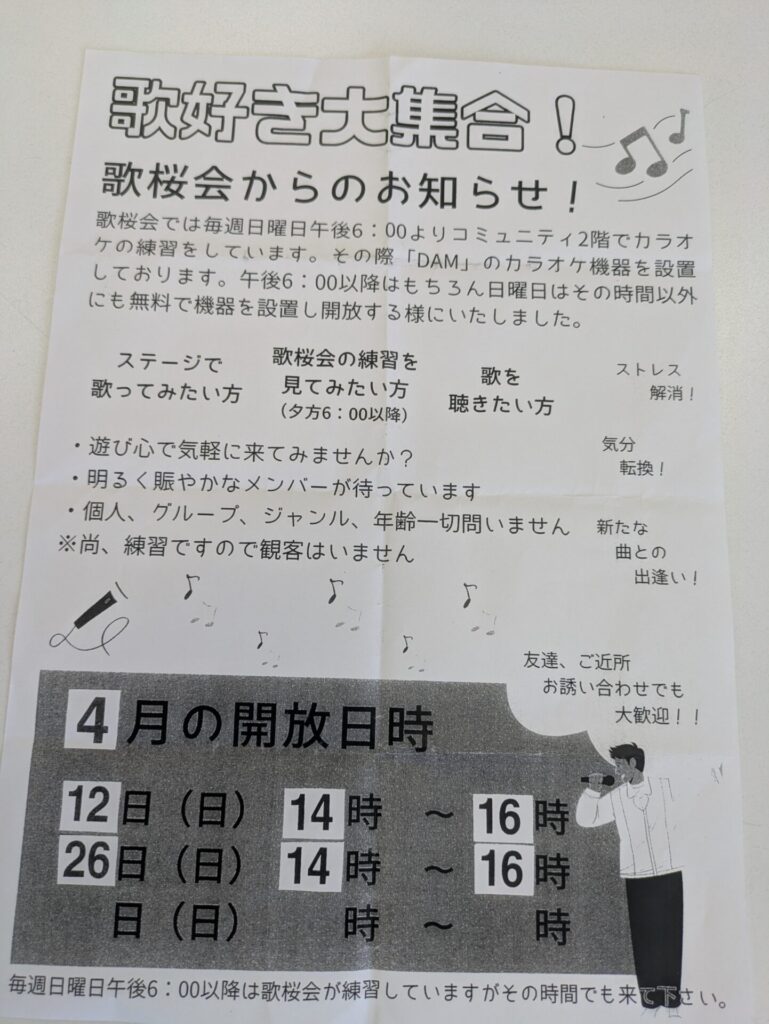 歌好き大集合！
歌桜会からのお知らせ！
歌桜会では毎週日曜日午後6：00よりコミュニティ2階でカラオ
ケの練習をしています。その際「DAM」のカラオケ機器を設置
しております。午後6：00以降はもちろん日曜日はその時間以外
にも無料で機器を設置し開放する様にいたしました。
ステージで
歌ってみたい方
歌桜会の練習を
見てみたい方
（夕方6：00以降）
歌を
聴きたい方
ストレス
解消！
気分
転換！
新たな
曲との
出逢い！
・遊び心で気軽に来てみませんか？
・明るく賑やかなメンバーが待っています
・個人、グループ、ジャンル、年齢一切問いません
※尚、練習ですので観客はいません
友達、ご近所
お誘い合わせでも
大歓迎！！
4月の開放日時
12日（日） 14時 ～ 16時
26日（日） 14時 ～ 16時
日（日） 時 ～ 時
毎週日曜日午後6：00以降は歌桜会が練習していますがその時間でも来て下さい。